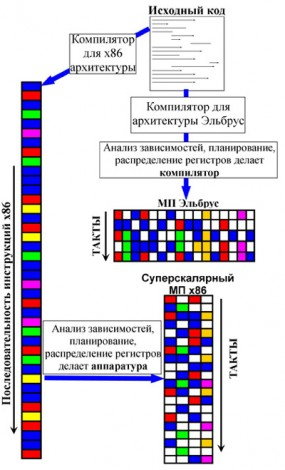 Исходный код
Компилятор
для x86
архитектуры
Компилятор для
архитектуры Эльбрус
Анализ зависимостей, планирование,
распределение регистров делает
компилятор
МП Эльбрус
ТАКТЫ
Суперскалярный
МП x86
ТАКТЫ
Последовательность инструкций x86
Анализ зависимостей,
планирование,
распределение регистров
делает аппаратура